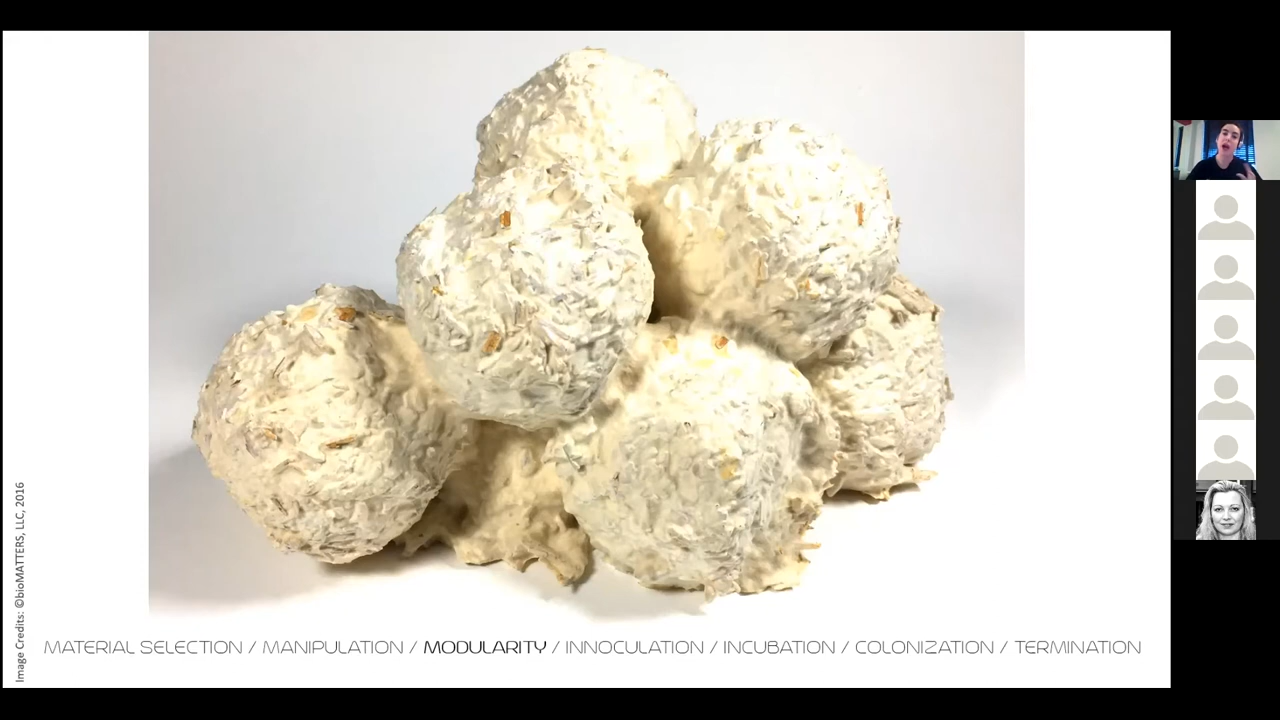 Image Credits: ©bioMATTERS, LLC, 2016
MATERIAL SELECTION / MANIPULATION / MODULARITY / INNOCULATION / INCUBATION / COLONIZATION / TERMINATION